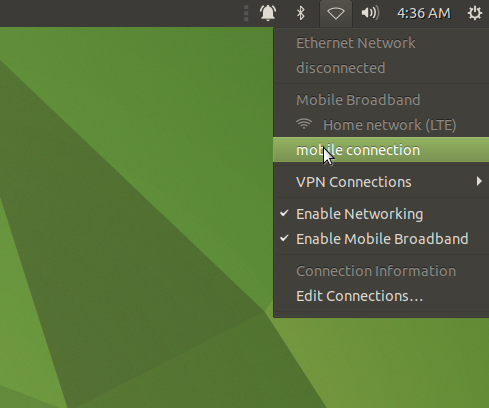 4:36 AM
Ethernet Network
disconnected
Mobile Broadband
Home network (LTE)
mobile connection
VPN Connections
Enable Networking
Enable Mobile Broadband
Connection Information
Edit Connections...